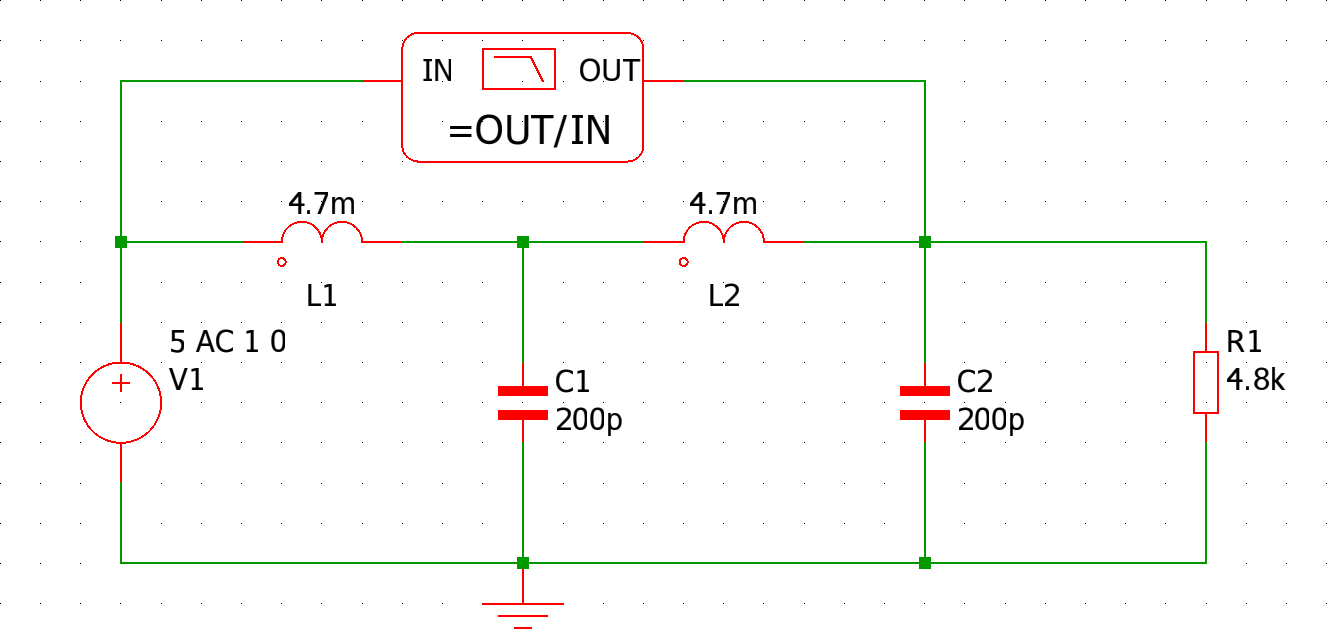 IN OUT
=OUT/IN
4.7m
4.7m
L1
L2
5 AC 1 0
V1
C1
200p
C2
200p
R1
4.8k